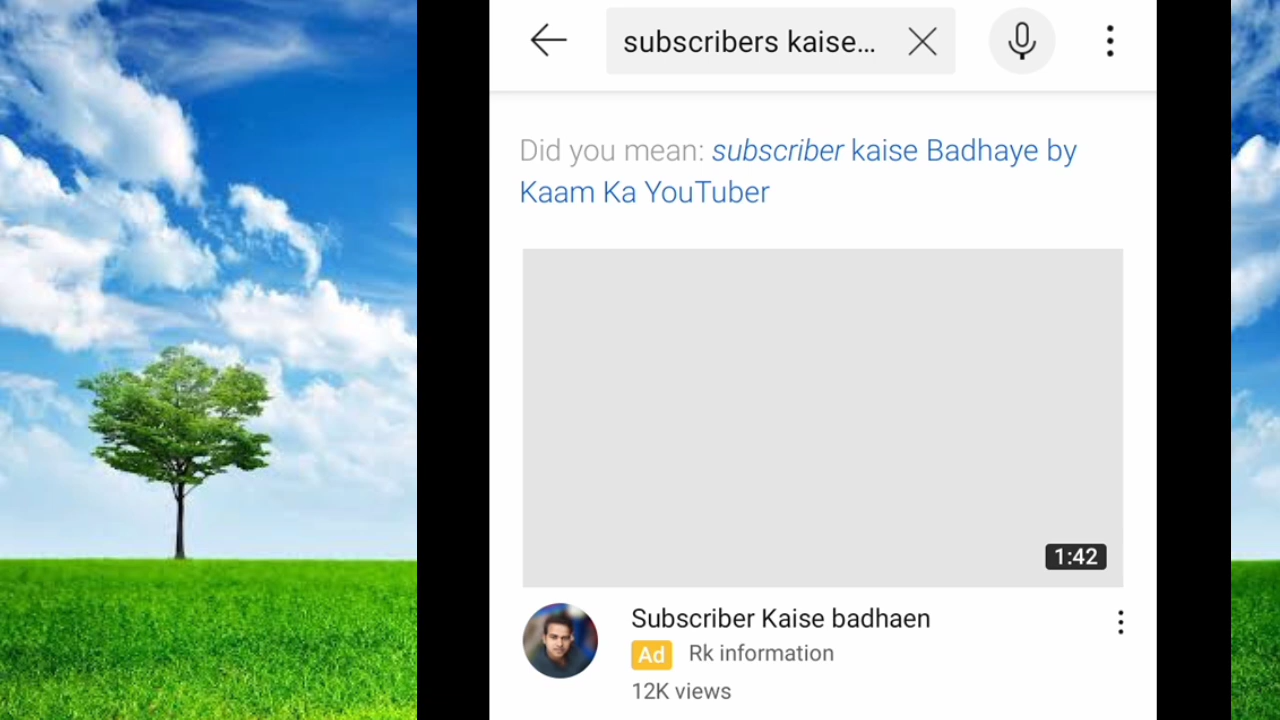 subscribers kaise...
Did you mean: subscriber kaise Badhaye by
Kaam Ka YouTuber
1:42
Subscriber Kaise badhaen
Ad Rk information
12K views